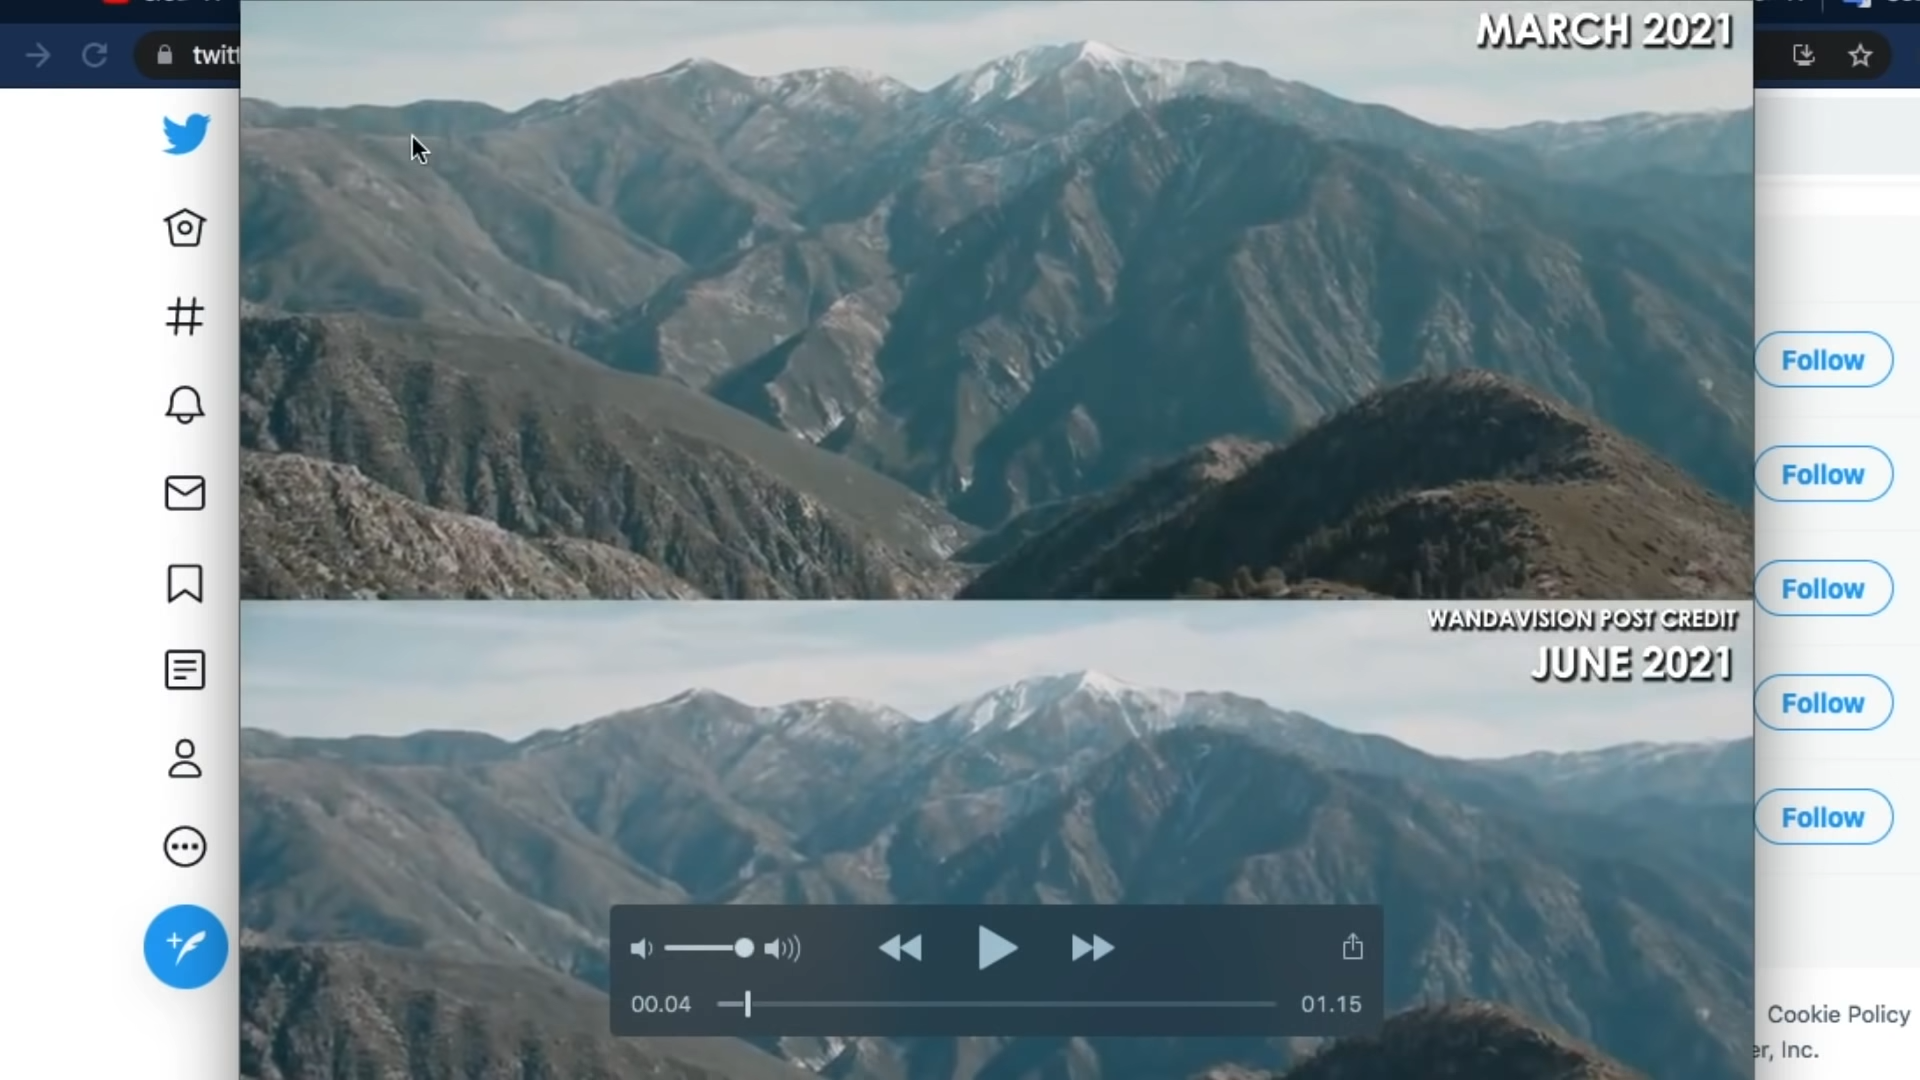 twitt
MARCH 2021
Follow
Follow
Follow
WANDAVISION POST CREDIT
JUNE 2021
Follow
Follow
00.04
01.15
Cookie Policy
er, Inc.